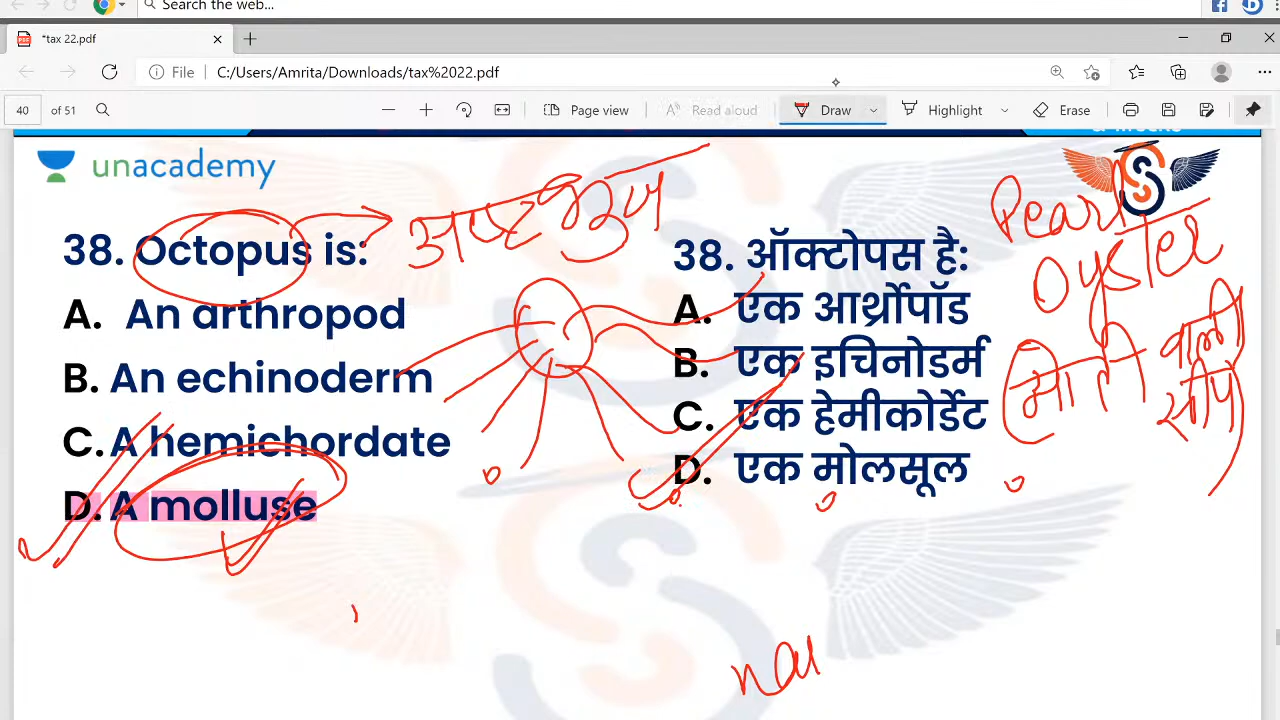 Search the web...
*tax 22.pdf
File C:/Users/Amrita/Downloads/tax%2022.pdf
40 of 51 Page view Read aloud Draw Highlight Erase
unacademy
38. Octopus is:
A. An arthropod
B. An echinoderm
C. A hemichordate
D. A molluse
अष्टभुज
38. ऑक्टोपस है:
A. एक आर्थ्रोपॉड
B. एक इचिनोडर्म
C. एक हेमीकोर्डेट
D. एक मोलसूल
Pearl
Oyster
मोती वाली
सीप